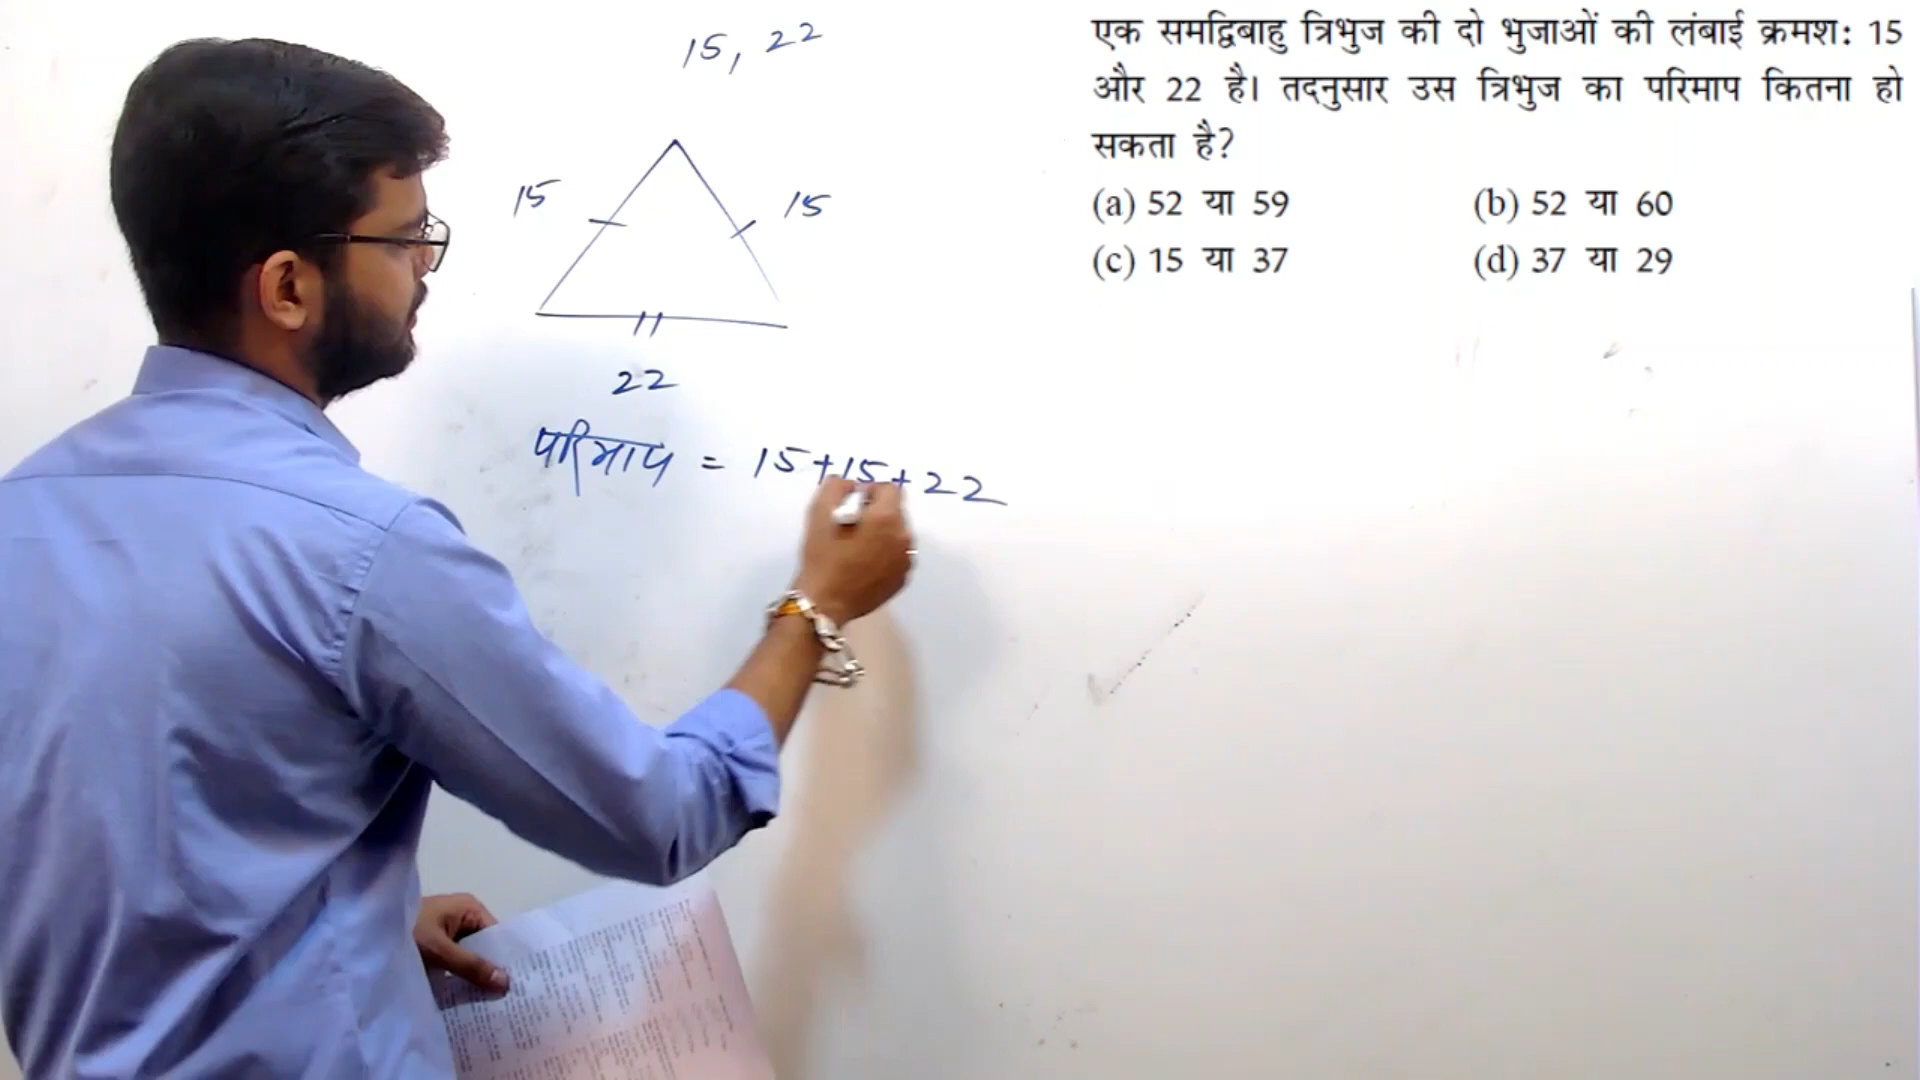 15, 22
15
15
22
परिमाप = 15+15+22
एक समद्विबाहु त्रिभुज की दो भुजाओं की लंबाई क्रमश: 15
और 22 है। तदनुसार उस त्रिभुज का परिमाप कितना हो
सकता है?
(a) 52 या 59 (b) 52 या 60
(c) 15 या 37 (d) 37 या 29